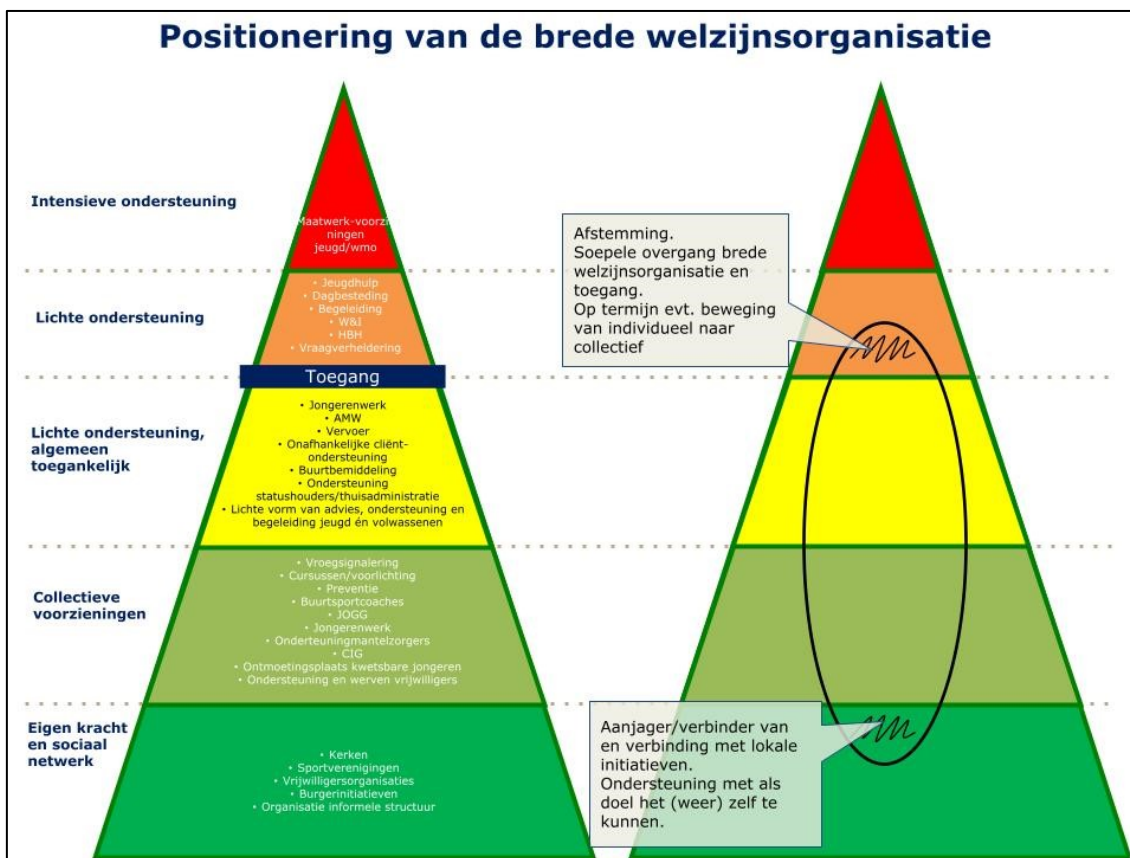 Positionering van de brede welzijnsorganisatie
Intensieve ondersteuning
Maatwerk-voorzi
ningen
jeugd/wmo
Lichte ondersteuning
• Jeugdhulp
• Dagbesteding
• Begeleiding
• W&I
• HBH
• Vraagverheldering
Toegang
Lichte ondersteuning,
algemeen
toegankelijk
• Jongerenwerk
• AMW
• Vervoer
• Onafhankelijke cliënt-
ondersteuning
• Buurtbemiddeling
• Ondersteuning
statushouders/thuisadministratie
• Lichte vorm van advies, ondersteuning en
begeleiding jeugd én volwassenen
Collectieve
voorzieningen
• Vroegsignalering
• Cursussen/voorlichting
• Preventie
• Buurtsportcoaches
• JOGG
• Jongerenwerk
• Onderteuningmantelzorgers
• CIG
• Ontmoetingsplaats kwetsbare jongeren
• Ondersteuning en werven vrijwilligers
Eigen kracht
en sociaal
netwerk
• Kerken
• Sportverenigingen
• Vrijwilligersorganisaties
• Burgerinitiatieven
• Organisatie informele structuur
Afstemming.
Soepele overgang brede
welzijnsorganisatie en
toegang.
Op termijn evt. beweging
van individueel naar
collectief
Aanjager/verbinder van
en verbinding met lokale
initiatieven.
Ondersteuning met als
doel het (weer) zelf te
kunnen.